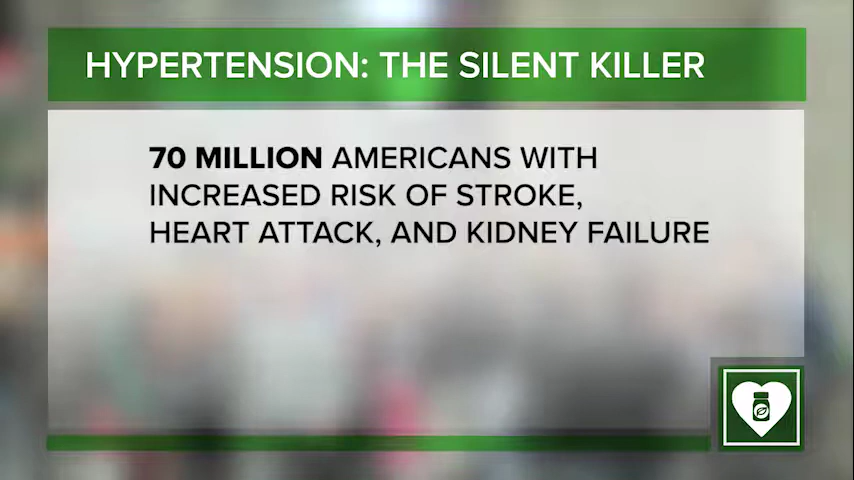 HYPERTENSION: THE SILENT KILLER
70 MILLION AMERICANS WITH
INCREASED RISK OF STROKE,
HEART ATTACK, AND KIDNEY FAILURE